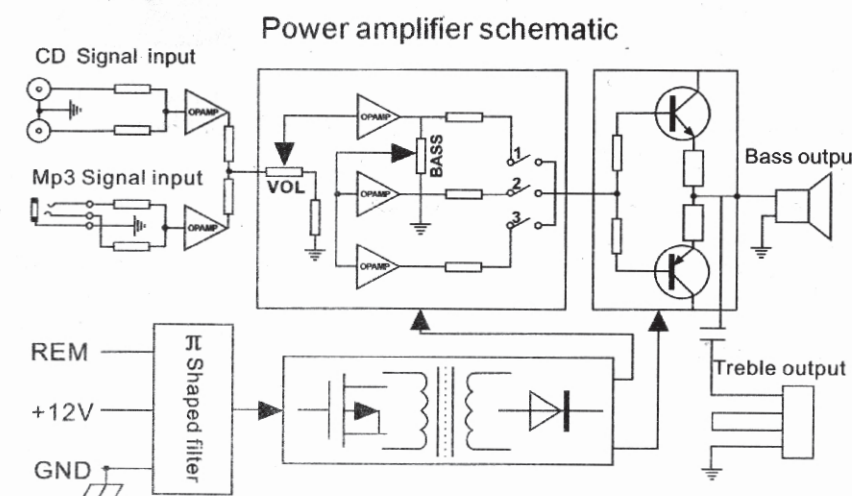 Power amplifier schematic
CD Signal input
OPAMP
Mp3 Signal input
OPAMP
OPAMP
VOL
BASS
OPAMP
OPAMP
1
2
3
Bass outpu
Treble output
REM
+12V
GND
π Shaped filter